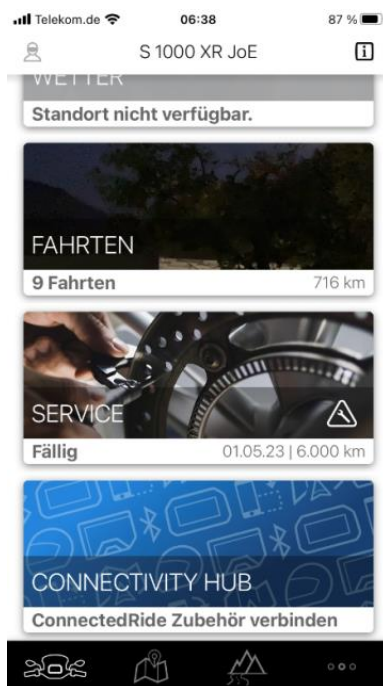 Telekom.de 06:38 87 %
S 1000 XR JoE
WETTER
Standort nicht verfügbar.
FAHRTEN
9 Fahrten 716 km
SERVICE
Fällig 01.05.23 | 6.000 km
CONNECTIVITY HUB
ConnectedRide Zubehör verbinden